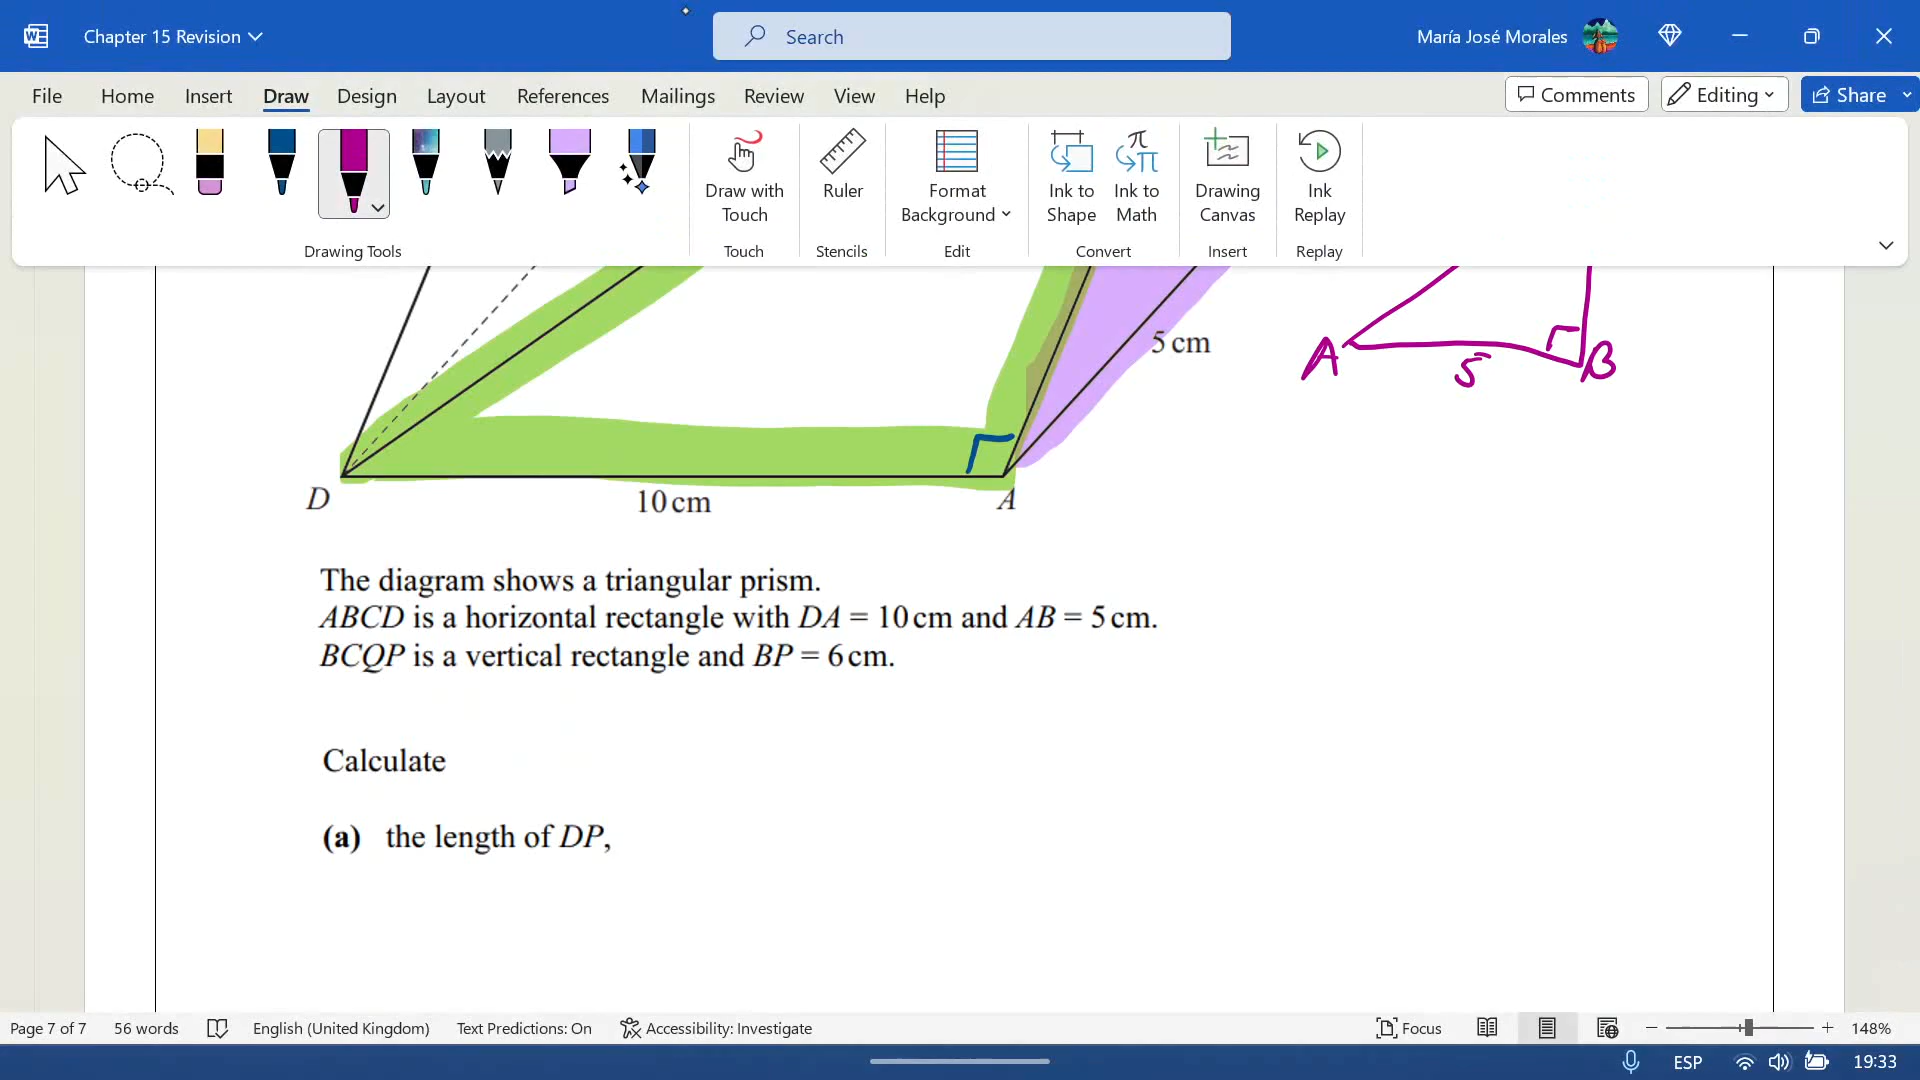 Chapter 15 Revision
Search
María José Morales
File Home Insert Draw Design Layout References Mailings Review View Help
Comments Editing Share
Draw with Touch
Ruler
Format Background
Ink to Shape
Ink to Math
Drawing Canvas
Ink Replay
Drawing Tools Touch Stencils Edit Convert Insert Replay
5 cm
A 5 B
D 10 cm A
The diagram shows a triangular prism.
ABCD is a horizontal rectangle with DA = 10 cm and AB = 5 cm.
BCQP is a vertical rectangle and BP = 6 cm.
Calculate
(a) the length of DP,
Page 7 of 7 56 words English (United Kingdom) Text Predictions: On Accessibility: Investigate Focus 148%
ESP 19:33